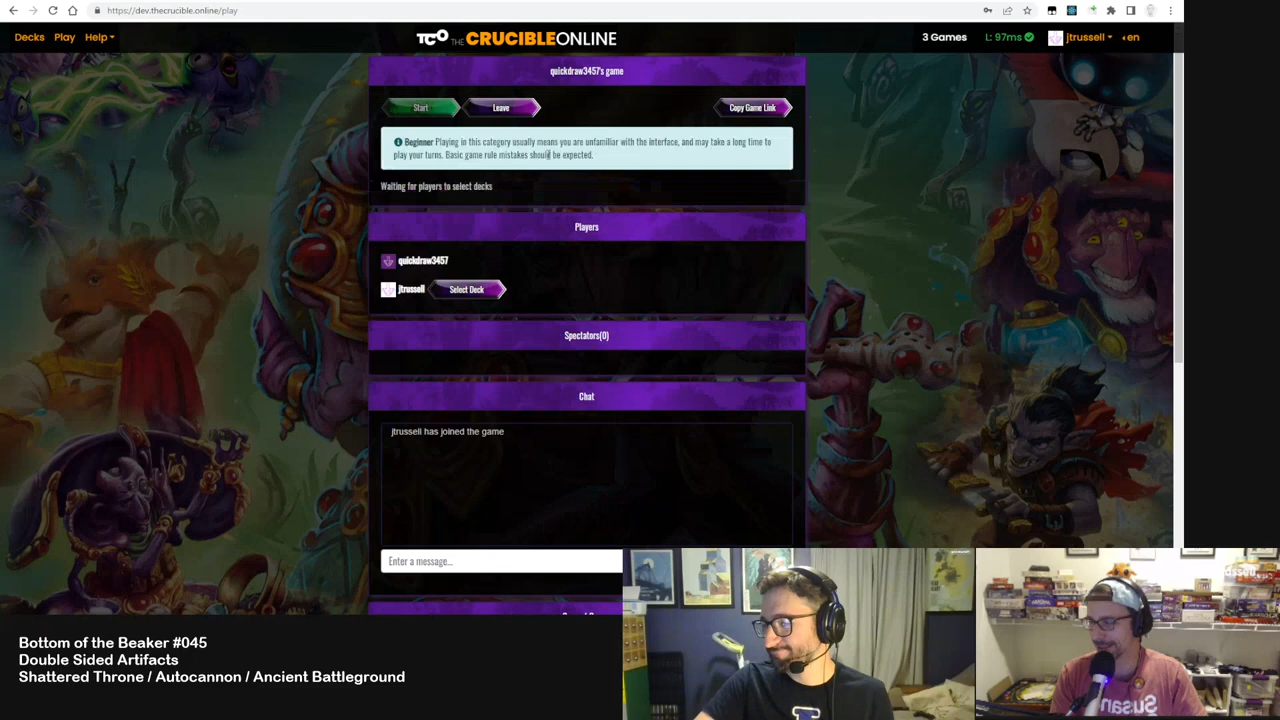 https://dev.thecrucible.online/play
Decks Play Help
TCO THE CRUCIBLE ONLINE
3 Games L: 97ms jtrussell en
quickdraw3457's game
Start Leave Copy Game Link
Beginner Playing in this category usually means you are unfamiliar with the interface, and may take a long time to
play your turns. Basic game rule mistakes should be expected.
Waiting for players to select decks
Players
quickdraw3457
jtrussell Select Deck
Spectators(0)
Chat
jtrussell has joined the game
Enter a message...
Bottom of the Beaker #045
Double Sided Artifacts
Shattered Throne / Autocannon / Ancient Battleground
Susan